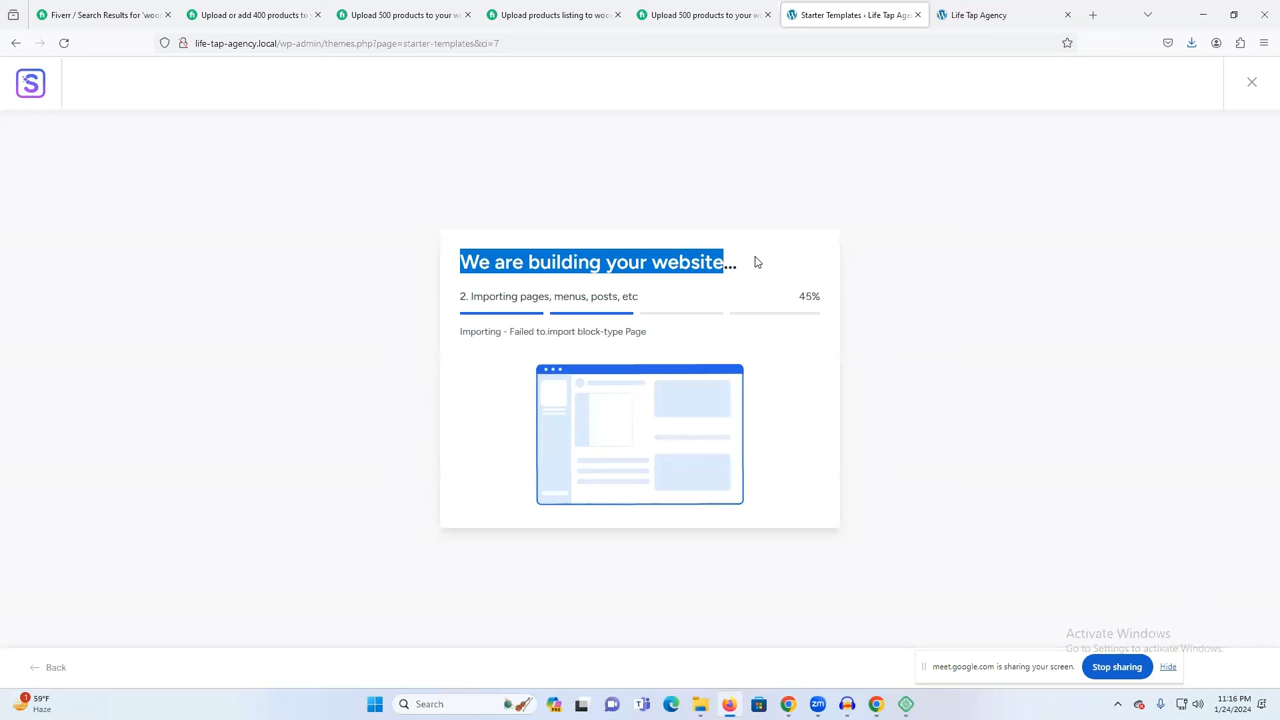 Fiverr / Search Results for 'woo
Upload or add 400 products to
Upload 500 products to your w
Upload products listing to woo
Upload 500 products to your w
Starter Templates ‹ Life Tap Age
Life Tap Agency
life-tap-agency.local/wp-admin/themes.php?page=starter-templates&ci=7
S
We are building your website...
2. Importing pages, menus, posts, etc
45%
Importing - Failed to import block-type Page
Activate Windows
Go to Settings to activate Windows.
Back
meet.google.com is sharing your screen.
Stop sharing
Hide
1
59°F
Haze
Search
zm
11:16 PM
1/24/2024